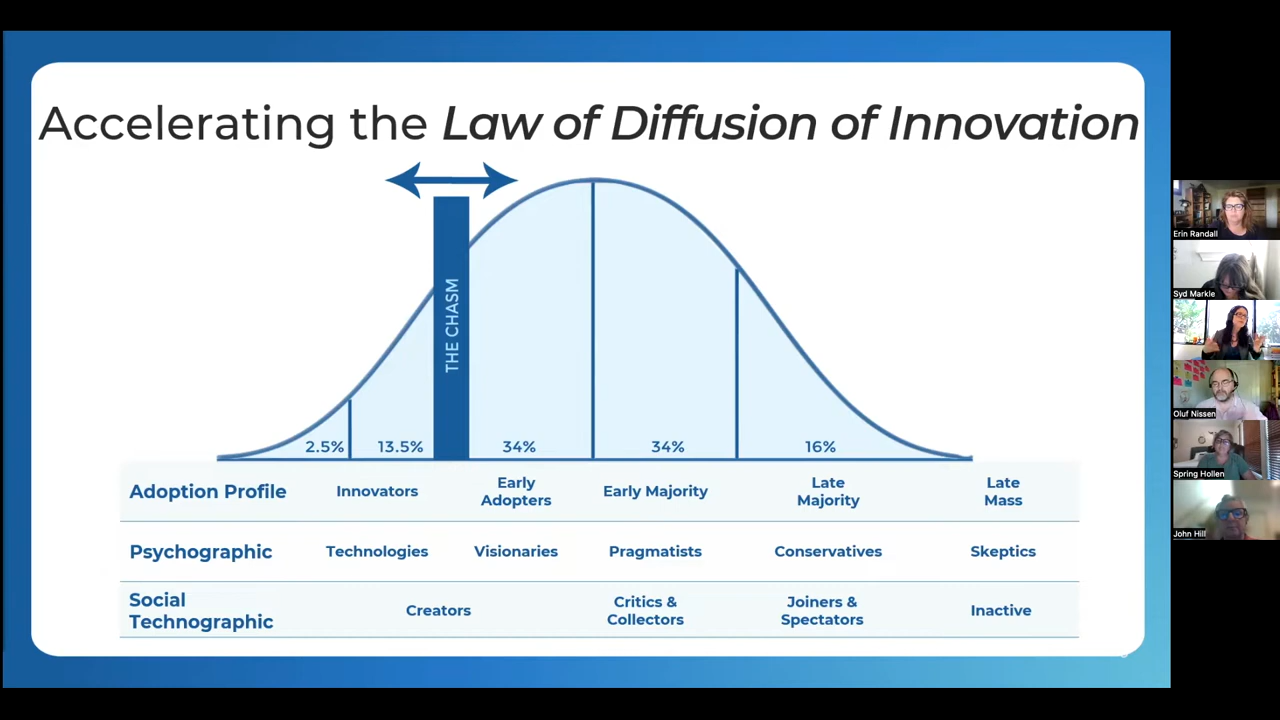 Accelerating the Law of Diffusion of Innovation
THE CHASM
2.5%
13.5%
34%
34%
16%
Adoption Profile
Innovators
Early
Adopters
Early Majority
Late
Majority
Late
Mass
Psychographic
Technologies
Visionaries
Pragmatists
Conservatives
Skeptics
Social
Technographic
Creators
Critics &
Collectors
Joiners &
Spectators
Inactive
Erin Randall
Syd Markle
Oluf Nissen
Spring Hollen
John Hill